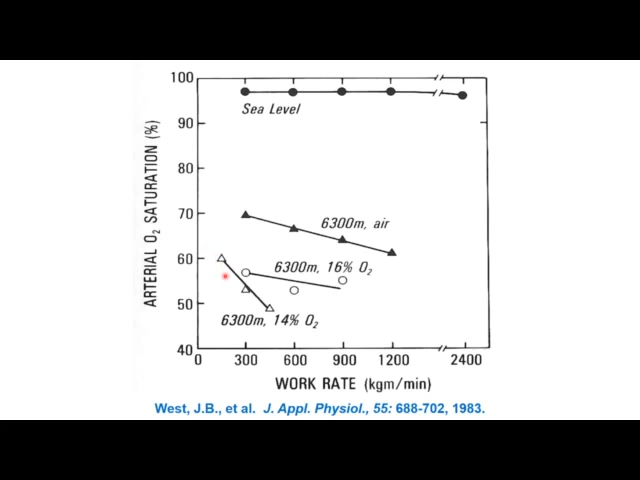 100
90
80
70
60
50
40
ARTERIAL O₂ SATURATION (%)
Sea Level
6300m, air
6300m, 16% O₂
6300m, 14% O₂
0 300 600 900 1200 2400
WORK RATE (kgm/min)
West, J.B., et al. J. Appl. Physiol., 55: 688-702, 1983.